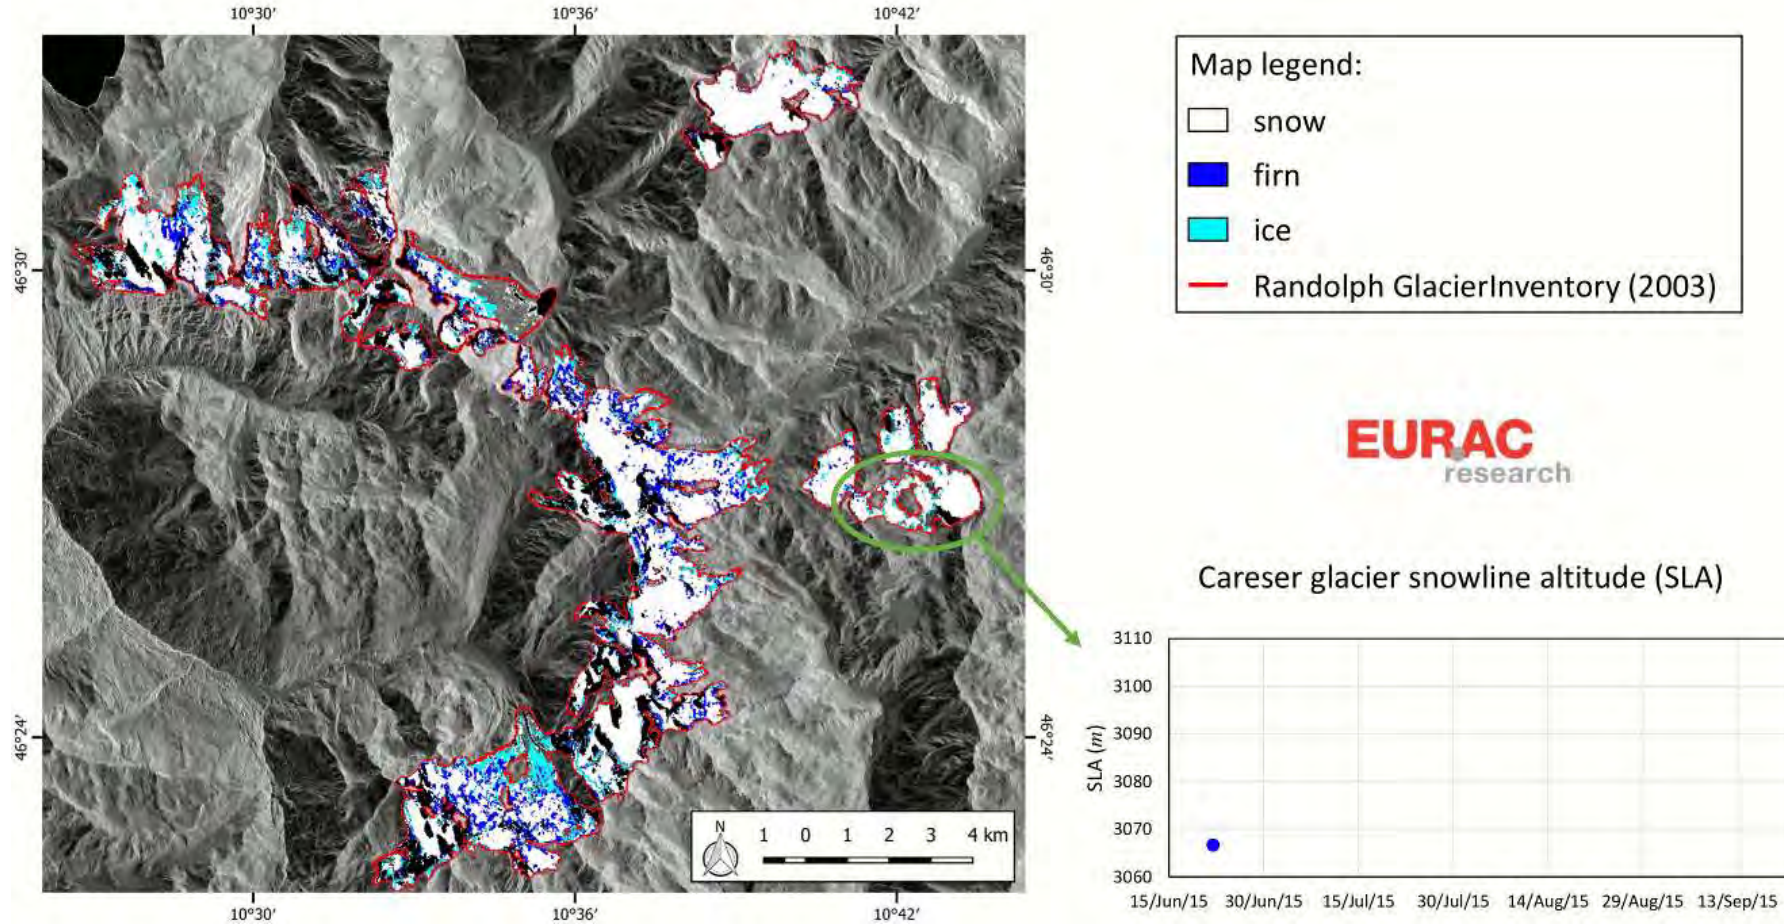 10°30′ 10°36′ 10°42′
46°30′ 46°30′
46°24′ 46°24′
N 1 0 1 2 3 4 km
10°30′ 10°36′ 10°42′
Map legend:
snow
firn
ice
Randolph GlacierInventory (2003)
EURAC
research
Careser glacier snowline altitude (SLA)
SLA (m)
3110
3100
3090
3080
3070
3060
15/Jun/15 30/Jun/15 15/Jul/15 30/Jul/15 14/Aug/15 29/Aug/15 13/Sep/15